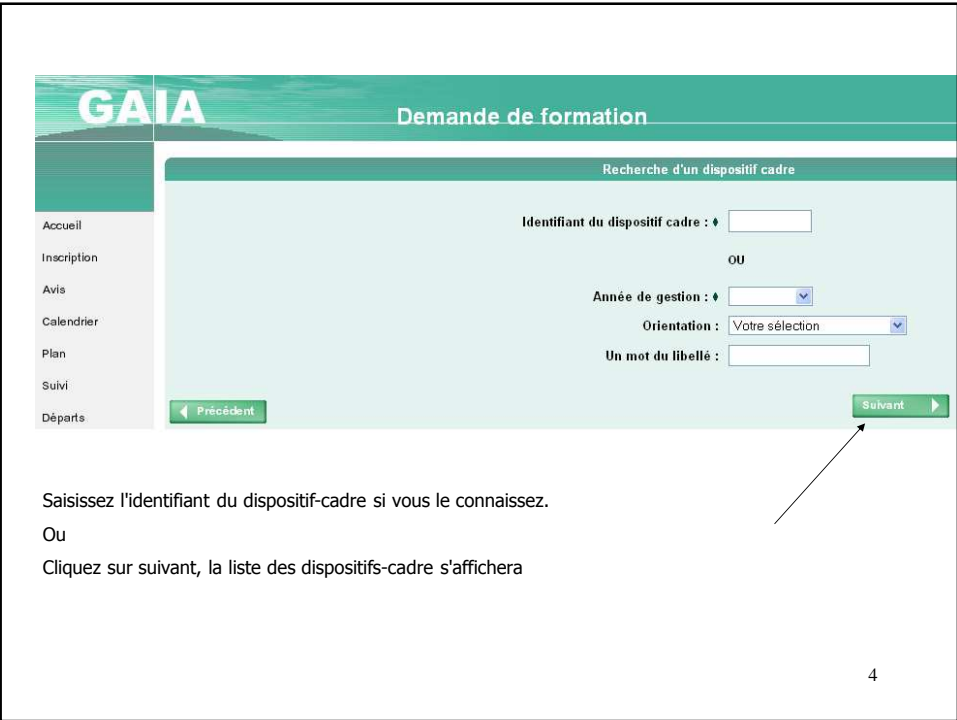 GAIA
Demande de formation
Recherche d'un dispositif cadre
Accueil
Inscription
Avis
Calendrier
Plan
Suivi
Départs
Identifiant du dispositif cadre :
OU
Année de gestion :
Orientation : Votre sélection
Un mot du libellé :
Précédent
Suivant
Saisissez l'identifiant du dispositif-cadre si vous le connaissez.
Ou
Cliquez sur suivant, la liste des dispositifs-cadre s'affichera
4